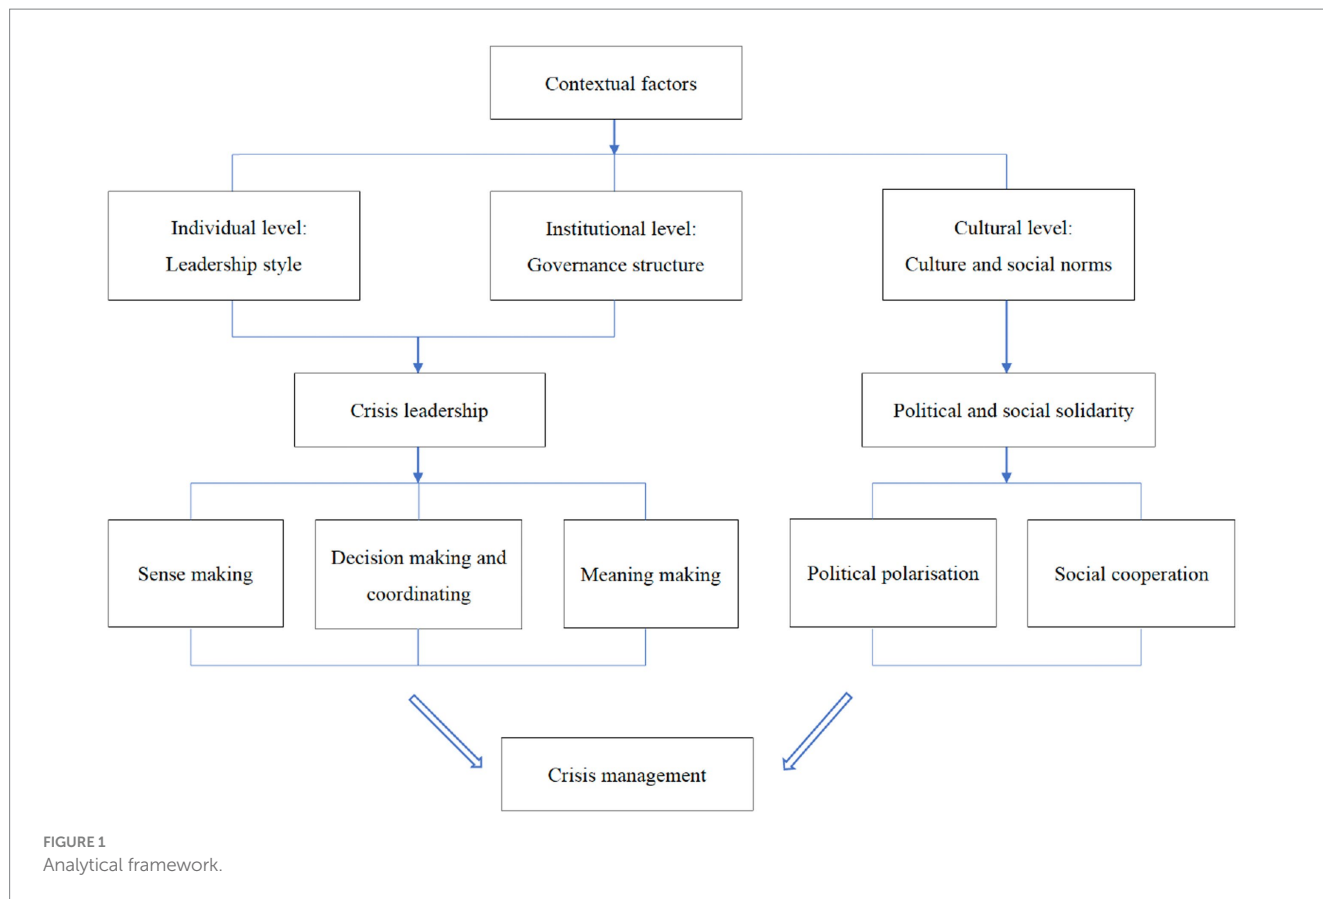 Contextual factors
Individual level:
Leadership style
Institutional level:
Governance structure
Cultural level:
Culture and social norms
Crisis leadership
Political and social solidarity
Sense making
Decision making and
coordinating
Meaning making
Political polarisation
Social cooperation
Crisis management
FIGURE 1
Analytical framework.